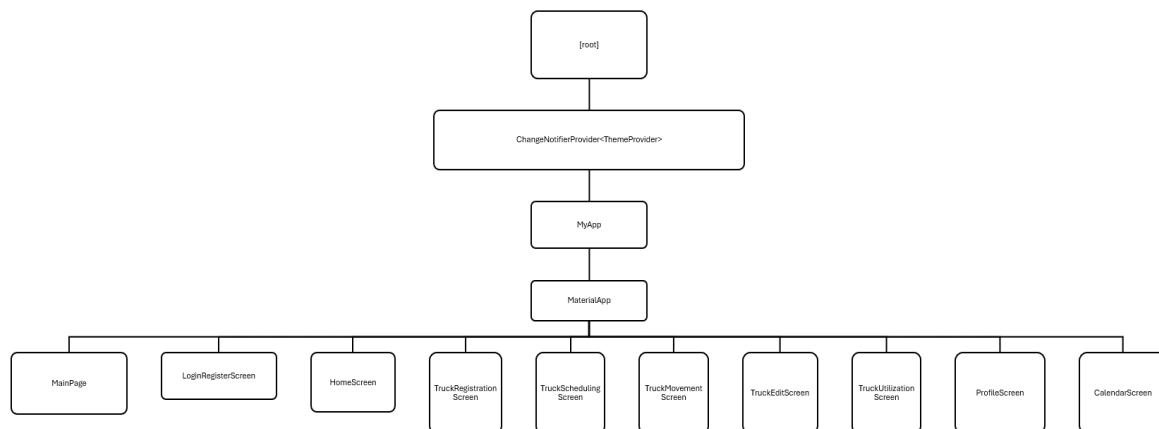 [root]
ChangeNotifierProvider<ThemeProvider>
MyApp
MaterialApp
MainPage
LoginRegisterScreen
HomeScreen
TruckRegistration
Screen
TruckScheduling
Screen
TruckMovement
Screen
TruckEditScreen
TruckUtilization
Screen
ProfileScreen
CalendarScreen